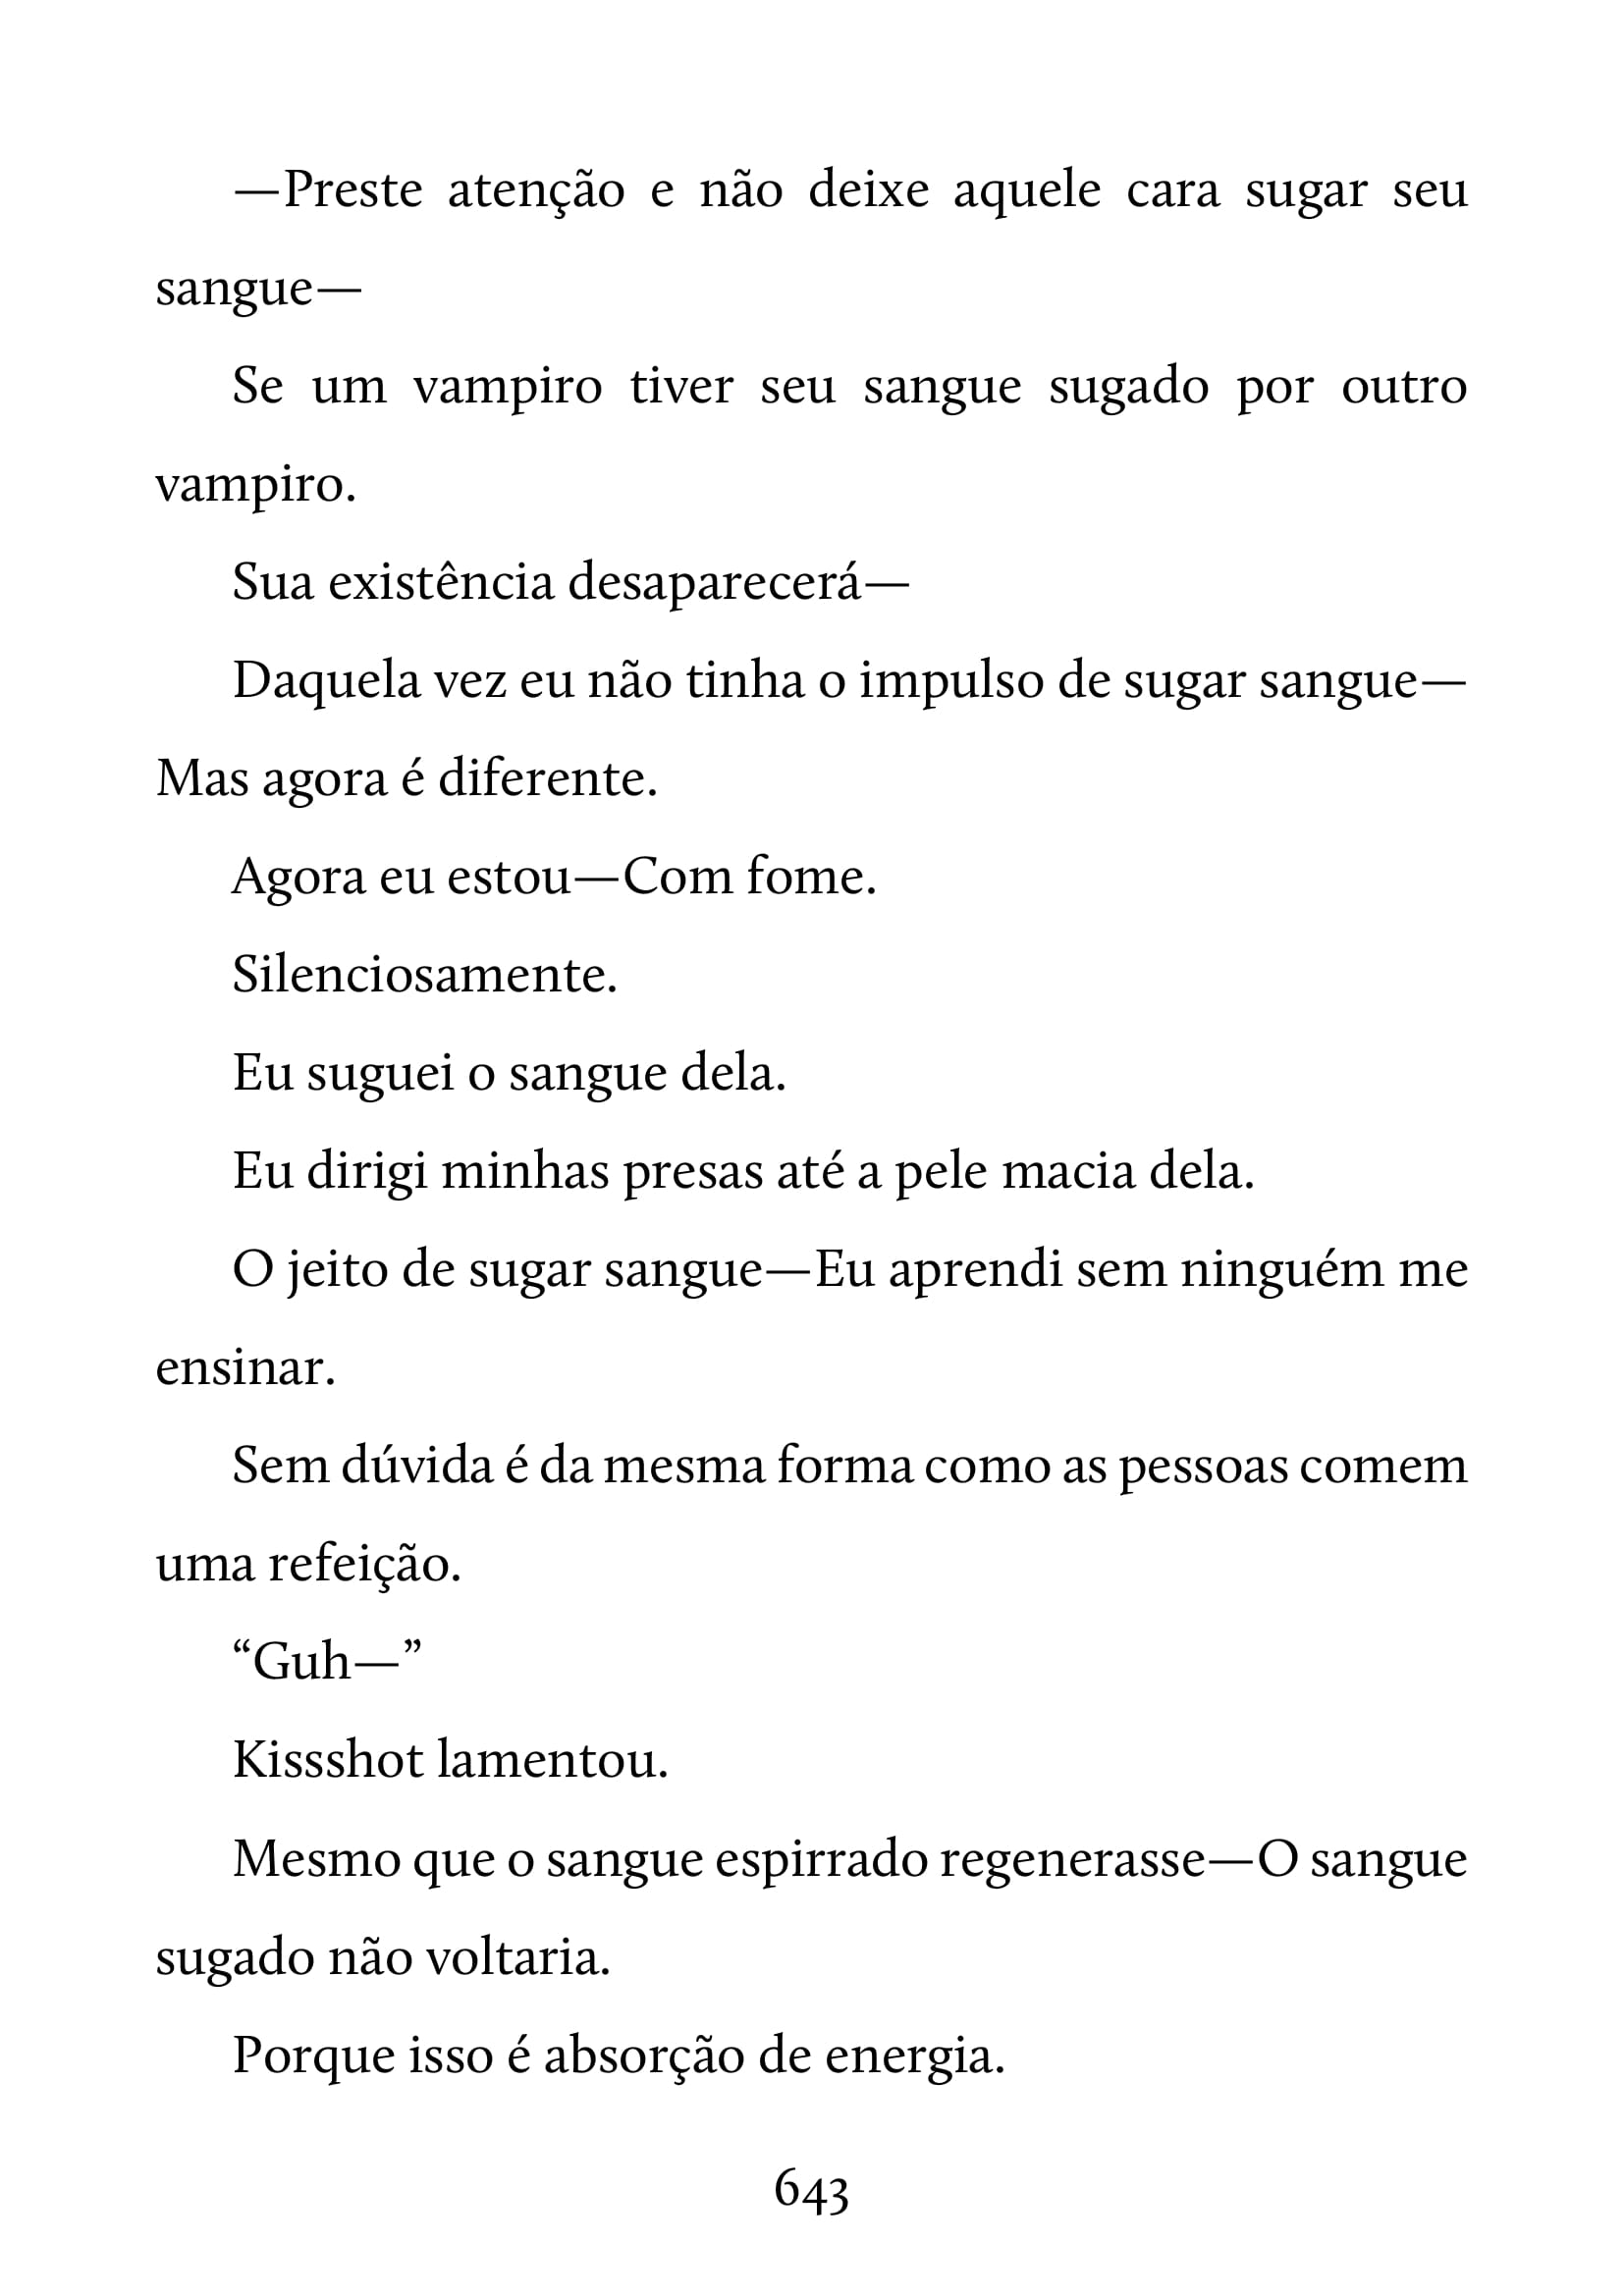 —Preste atenção e não deixe aquele cara sugar seu
sangue—
Se um vampiro tiver seu sangue sugado por outro
vampiro.
Sua existência desaparecerá—
Daquela vez eu não tinha o impulso de sugar sangue—
Mas agora é diferente.
Agora eu estou—Com fome.
Silenciosamente.
Eu suguei o sangue dela.
Eu dirigi minhas presas até a pele macia dela.
O jeito de sugar sangue—Eu aprendi sem ninguém me
ensinar.
Sem dúvida é da mesma forma como as pessoas comem
uma refeição.
“Guh—”
Kissshot lamentou.
Mesmo que o sangue espirrado regenerasse—O sangue
sugado não voltaria.
Porque isso é absorção de energia.
643